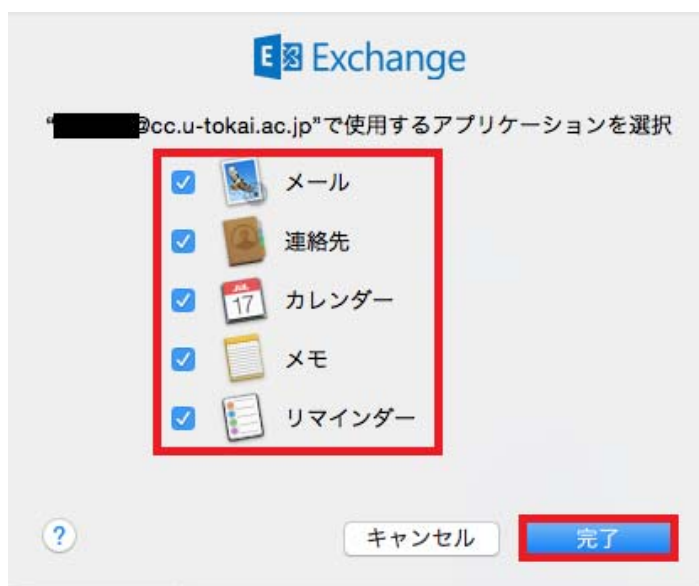 E Exchange
"@cc.u-tokai.ac.jp"で使用するアプリケーションを選択
メール
連絡先
JUL
17
カレンダー
メモ
リマインダー
?
キャンセル
完了